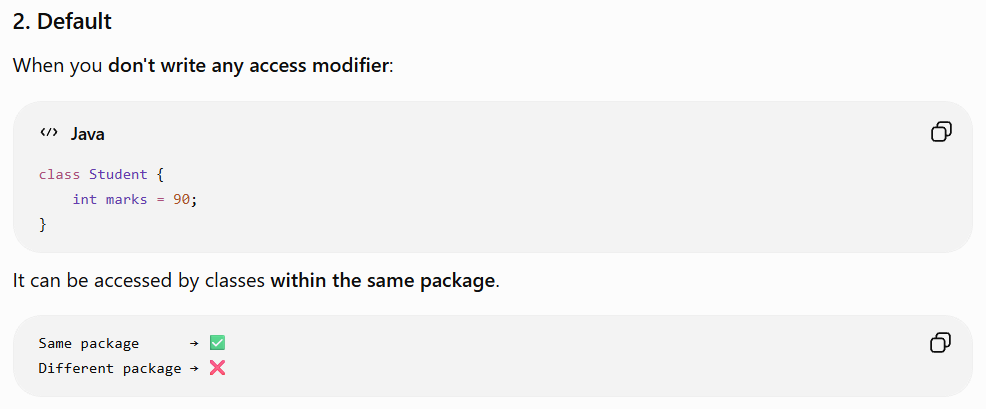 2. Default
When you don't write any access modifier:
</> Java
class Student {
    int marks = 90;
}
It can be accessed by classes within the same package.
Same package      → ✅
Different package → ❌